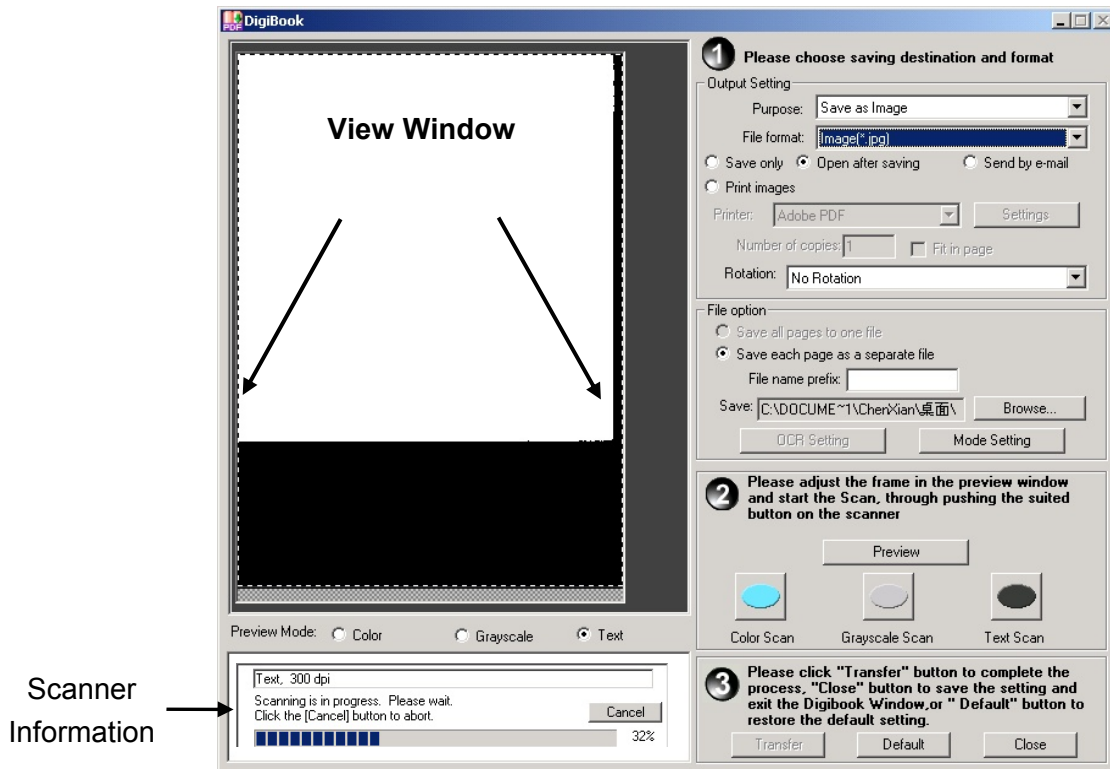 PDF
DigiBook
View Window
Preview Mode: Color Grayscale Text
Scanner
Information
Text, 300 dpi
Scanning is in progress. Please wait.
Click the [Cancel] button to abort.
Cancel
32%
1 Please choose saving destination and format
Output Setting
Purpose: Save as Image
File format: Image(*.jpg)
Save only Open after saving Send by e-mail
Print images
Printer: Adobe PDF Settings
Number of copies: 1 Fit in page
Rotation: No Rotation
File option
Save all pages to one file
Save each page as a separate file
File name prefix:
Save: C:\DOCUME~1\ChenXian\桌面\ Browse...
OCR Setting Mode Setting
2 Please adjust the frame in the preview window
and start the Scan, through pushing the suited
button on the scanner
Preview
Color Scan Grayscale Scan Text Scan
3 Please click "Transfer" button to complete the
process, "Close" button to save the setting and
exit the Digibook Window,or " Default" button to
restore the default setting.
Transfer Default Close